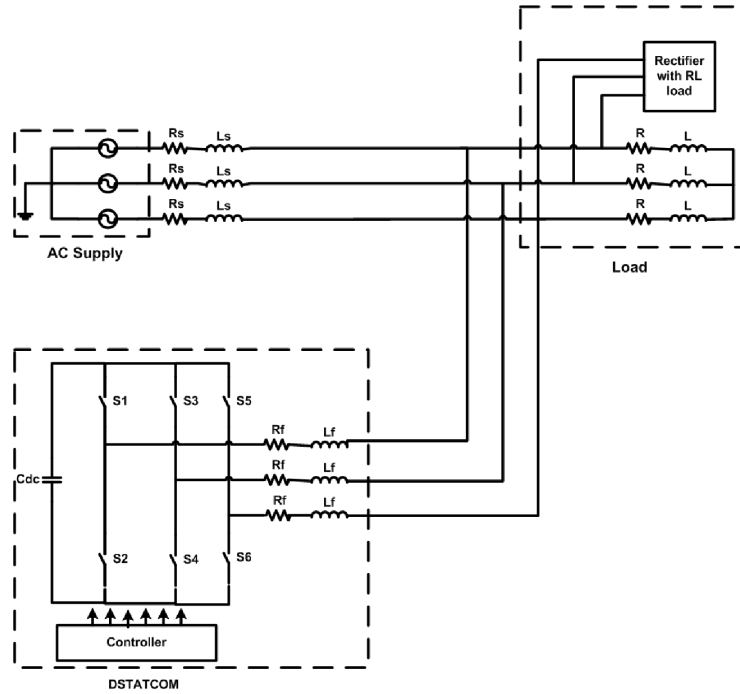 Rectifier
with RL
load
Rs
Ls
R
L
Rs
Ls
R
L
Rs
Ls
R
L
AC Supply
Load
S1
S3
S5
Rf
Lf
Cdc
Rf
Lf
Rf
Lf
S2
S4
S6
Controller
DSTATCOM